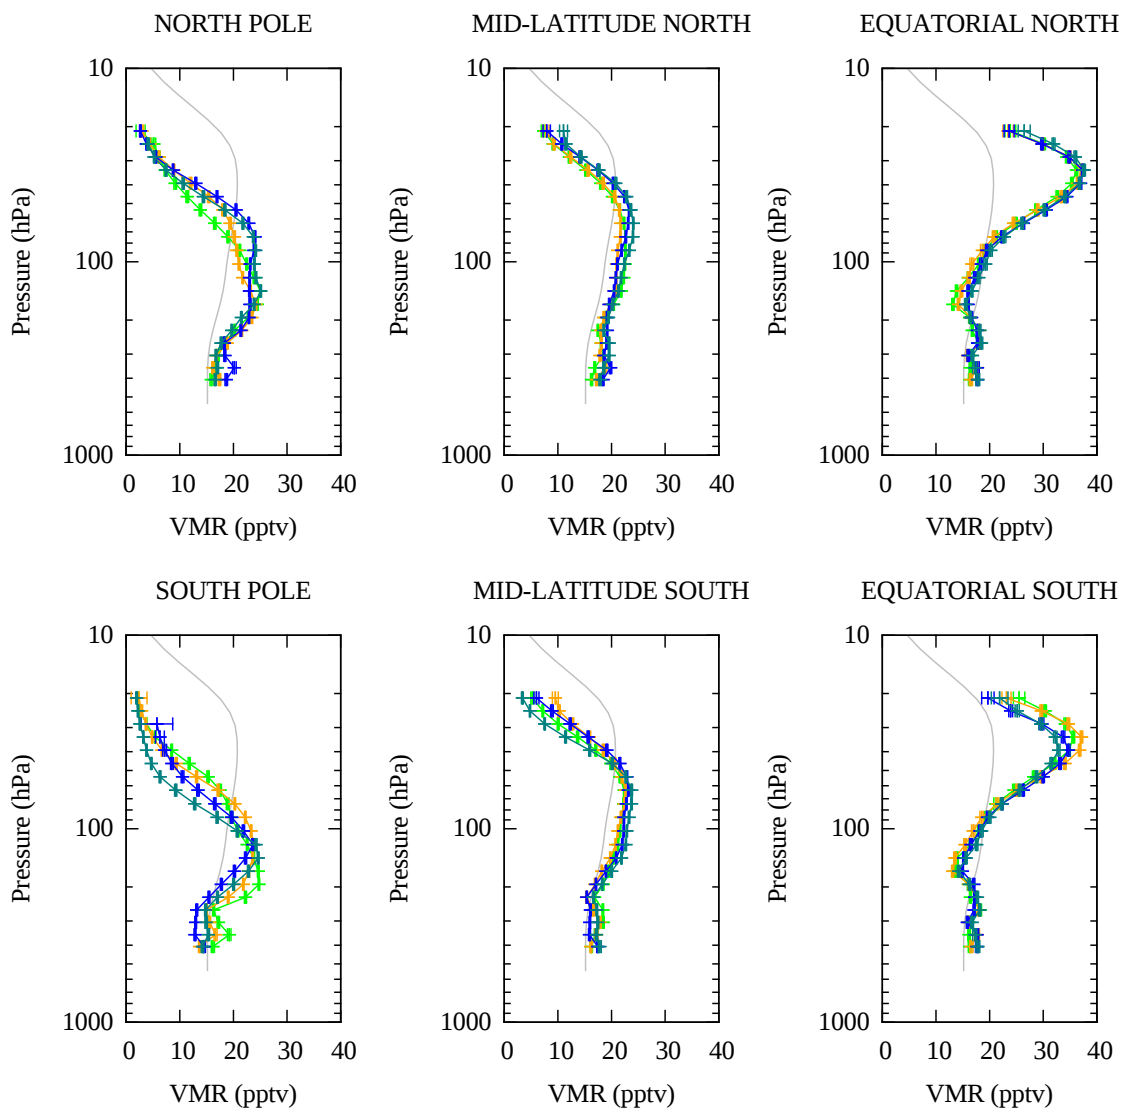 NORTH POLE MID-LATITUDE NORTH EQUATORIAL NORTH
10 10 10
Pressure (hPa) Pressure (hPa) Pressure (hPa)
100 100 100
1000 1000 1000
0 10 20 30 40 0 10 20 30 40 0 10 20 30 40
VMR (pptv) VMR (pptv) VMR (pptv)
SOUTH POLE MID-LATITUDE SOUTH EQUATORIAL SOUTH
10 10 10
Pressure (hPa) Pressure (hPa) Pressure (hPa)
100 100 100
1000 1000 1000
0 10 20 30 40 0 10 20 30 40 0 10 20 30 40
VMR (pptv) VMR (pptv) VMR (pptv)